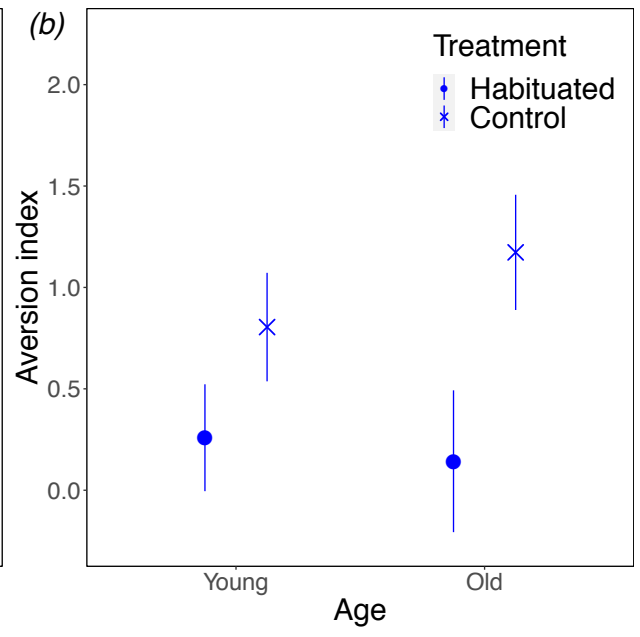 (b)
Treatment
Habituated
Control
Aversion index
2.0
1.5
1.0
0.5
0.0
Young
Old
Age